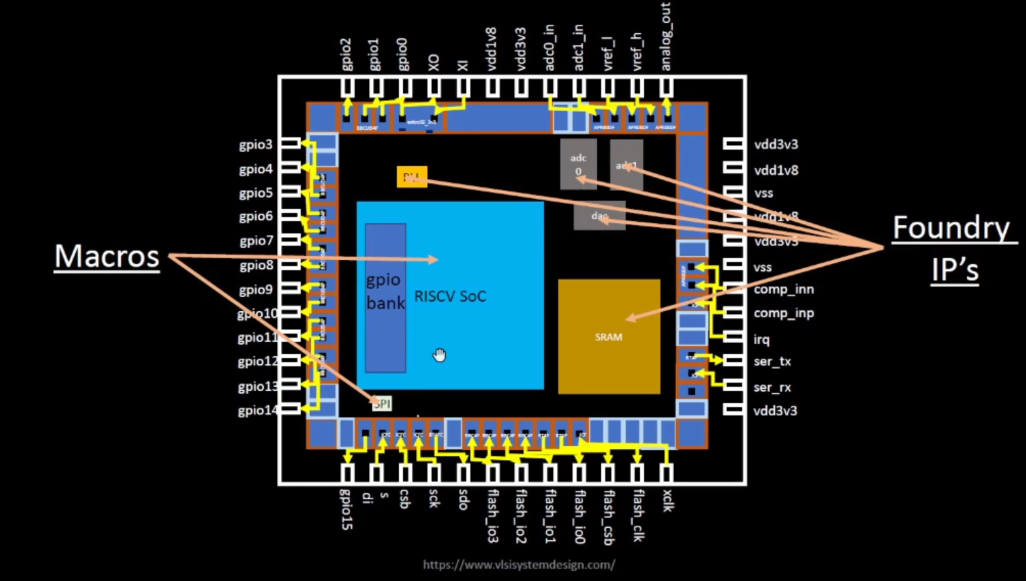 gpio2
gpio1
gpio0
XO
XI
vdd1v8
vdd3v3
adc0_in
adc1_in
vref_l
vref_h
analog_out
gpio3
gpio4
gpio5
gpio6
gpio7
gpio8
gpio9
gpio10
gpio11
gpio12
gpio13
gpio14
Macros
adc
0
adc1
dac
PLL
gpio
bank
RISCV SoC
SRAM
SPI
vdd3v3
vdd1v8
vss
vdd1v8
vdd3v3
vss
comp_inn
comp_inp
irq
ser_tx
ser_rx
vdd3v3
Foundry
IP's
gpio15
di
s
csb
sck
sdo
flash_io3
flash_io2
flash_io1
flash_io0
flash_csb
flash_clk
xclk
https://www.vlsisystemdesign.com/